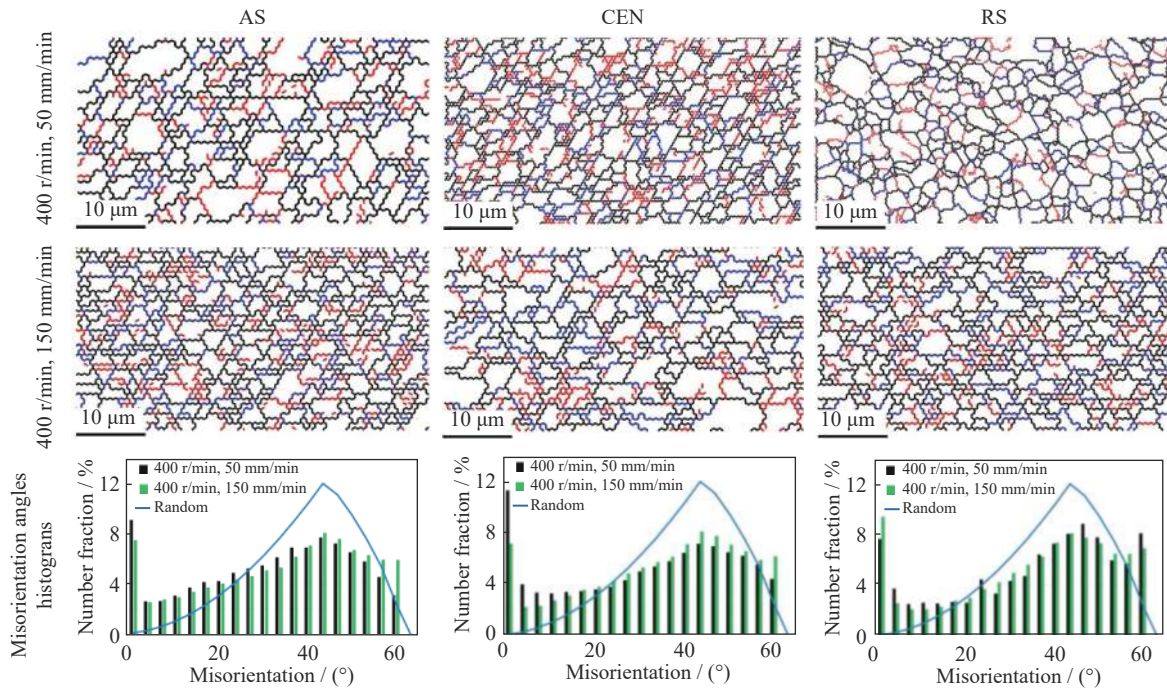 AS CEN RS
400 r/min, 50 mm/min
10 μm 10 μm 10 μm
400 r/min, 150 mm/min
10 μm 10 μm 10 μm
Misorientation angles
histograns
Number fraction / %
12
8
4
0
400 r/min, 50 mm/min
400 r/min, 150 mm/min
Random
0 20 40 60
Misorientation / (°)
Number fraction / %
12
8
4
0
400 r/min, 50 mm/min
400 r/min, 150 mm/min
Random
0 20 40 60
Misorientation / (°)
Number fraction / %
12
8
4
0
400 r/min, 50 mm/min
400 r/min, 150 mm/min
Random
0 20 40 60
Misorientation / (°)